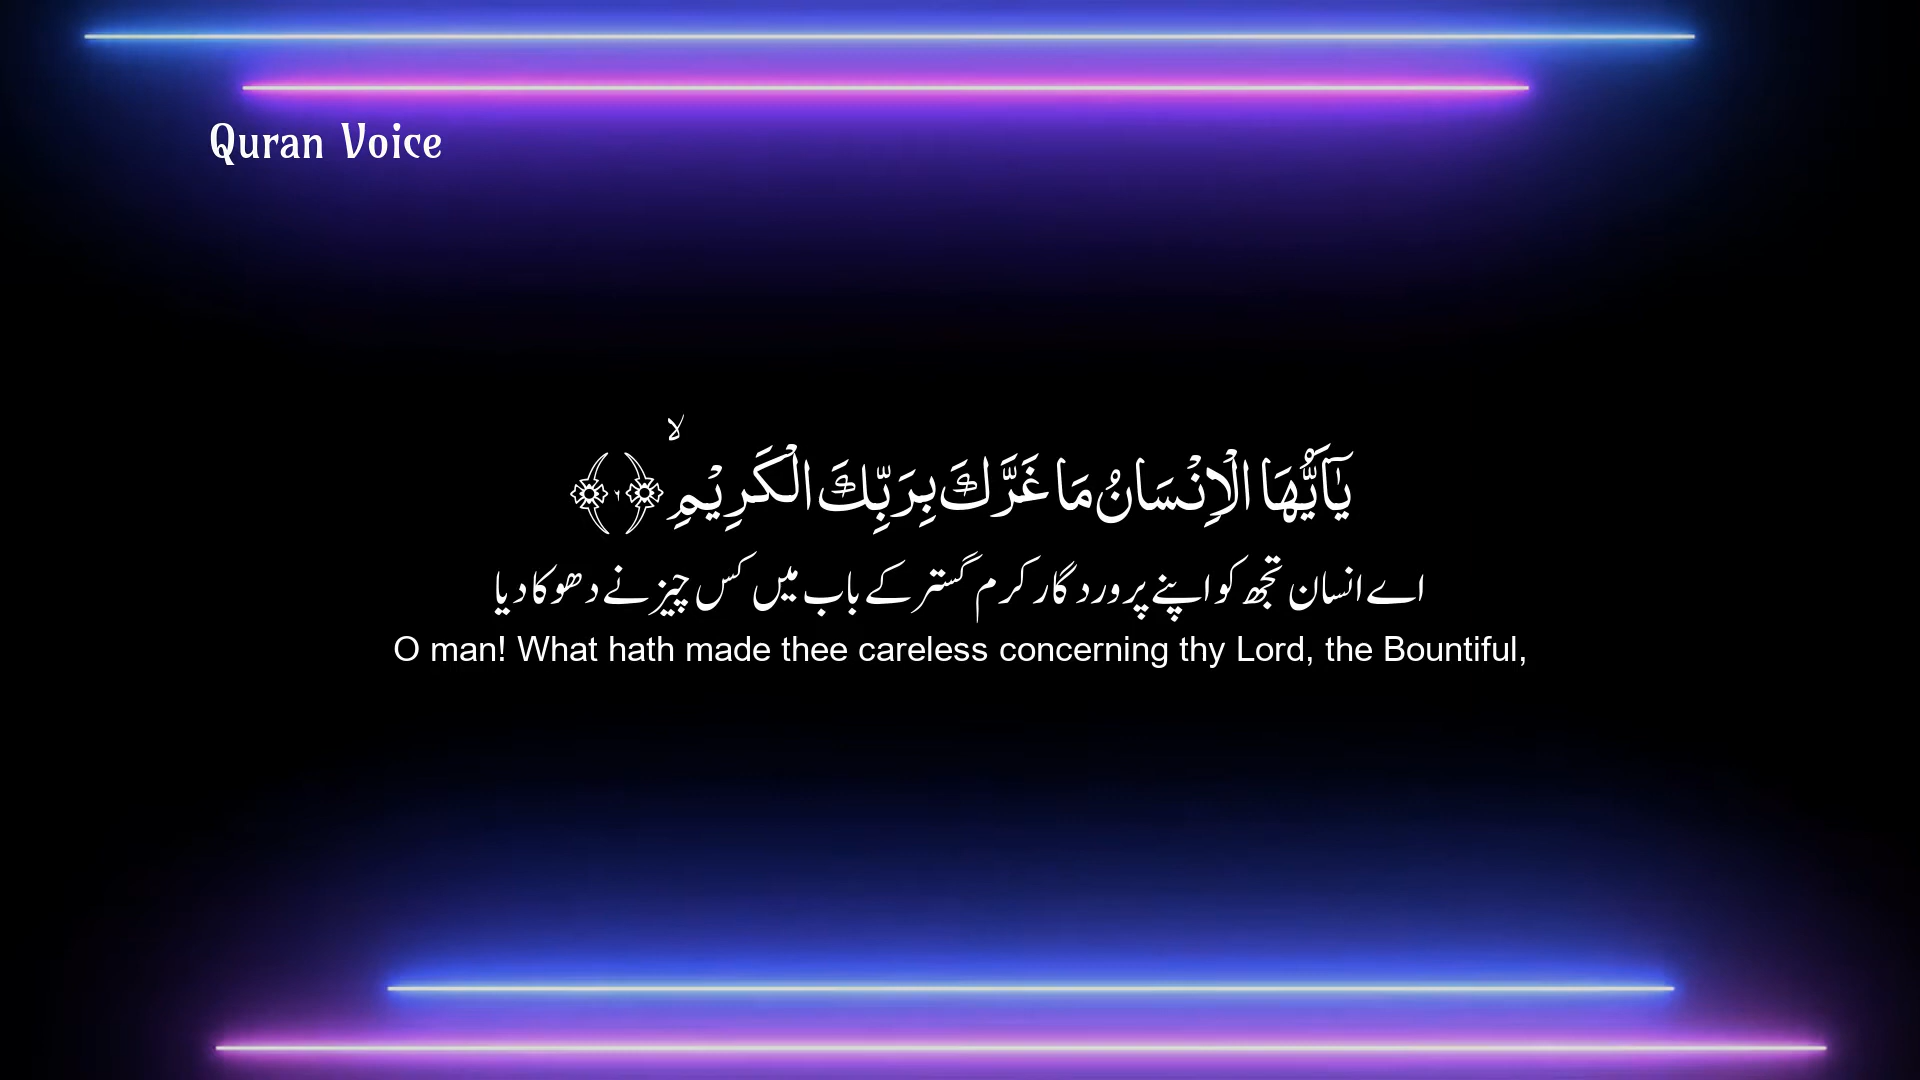 Quran Voice
يٰٓاَيُّهَا الْاِنْسَانُ مَا غَرَّكَ بِرَبِّكَ الْكَرِيْمِۙ ﴿﴾
اے انسان تجھ کو اپنے پروردگار کرم گستر کے باب میں کس چیز نے دھوکا دیا
O man! What hath made thee careless concerning thy Lord, the Bountiful,